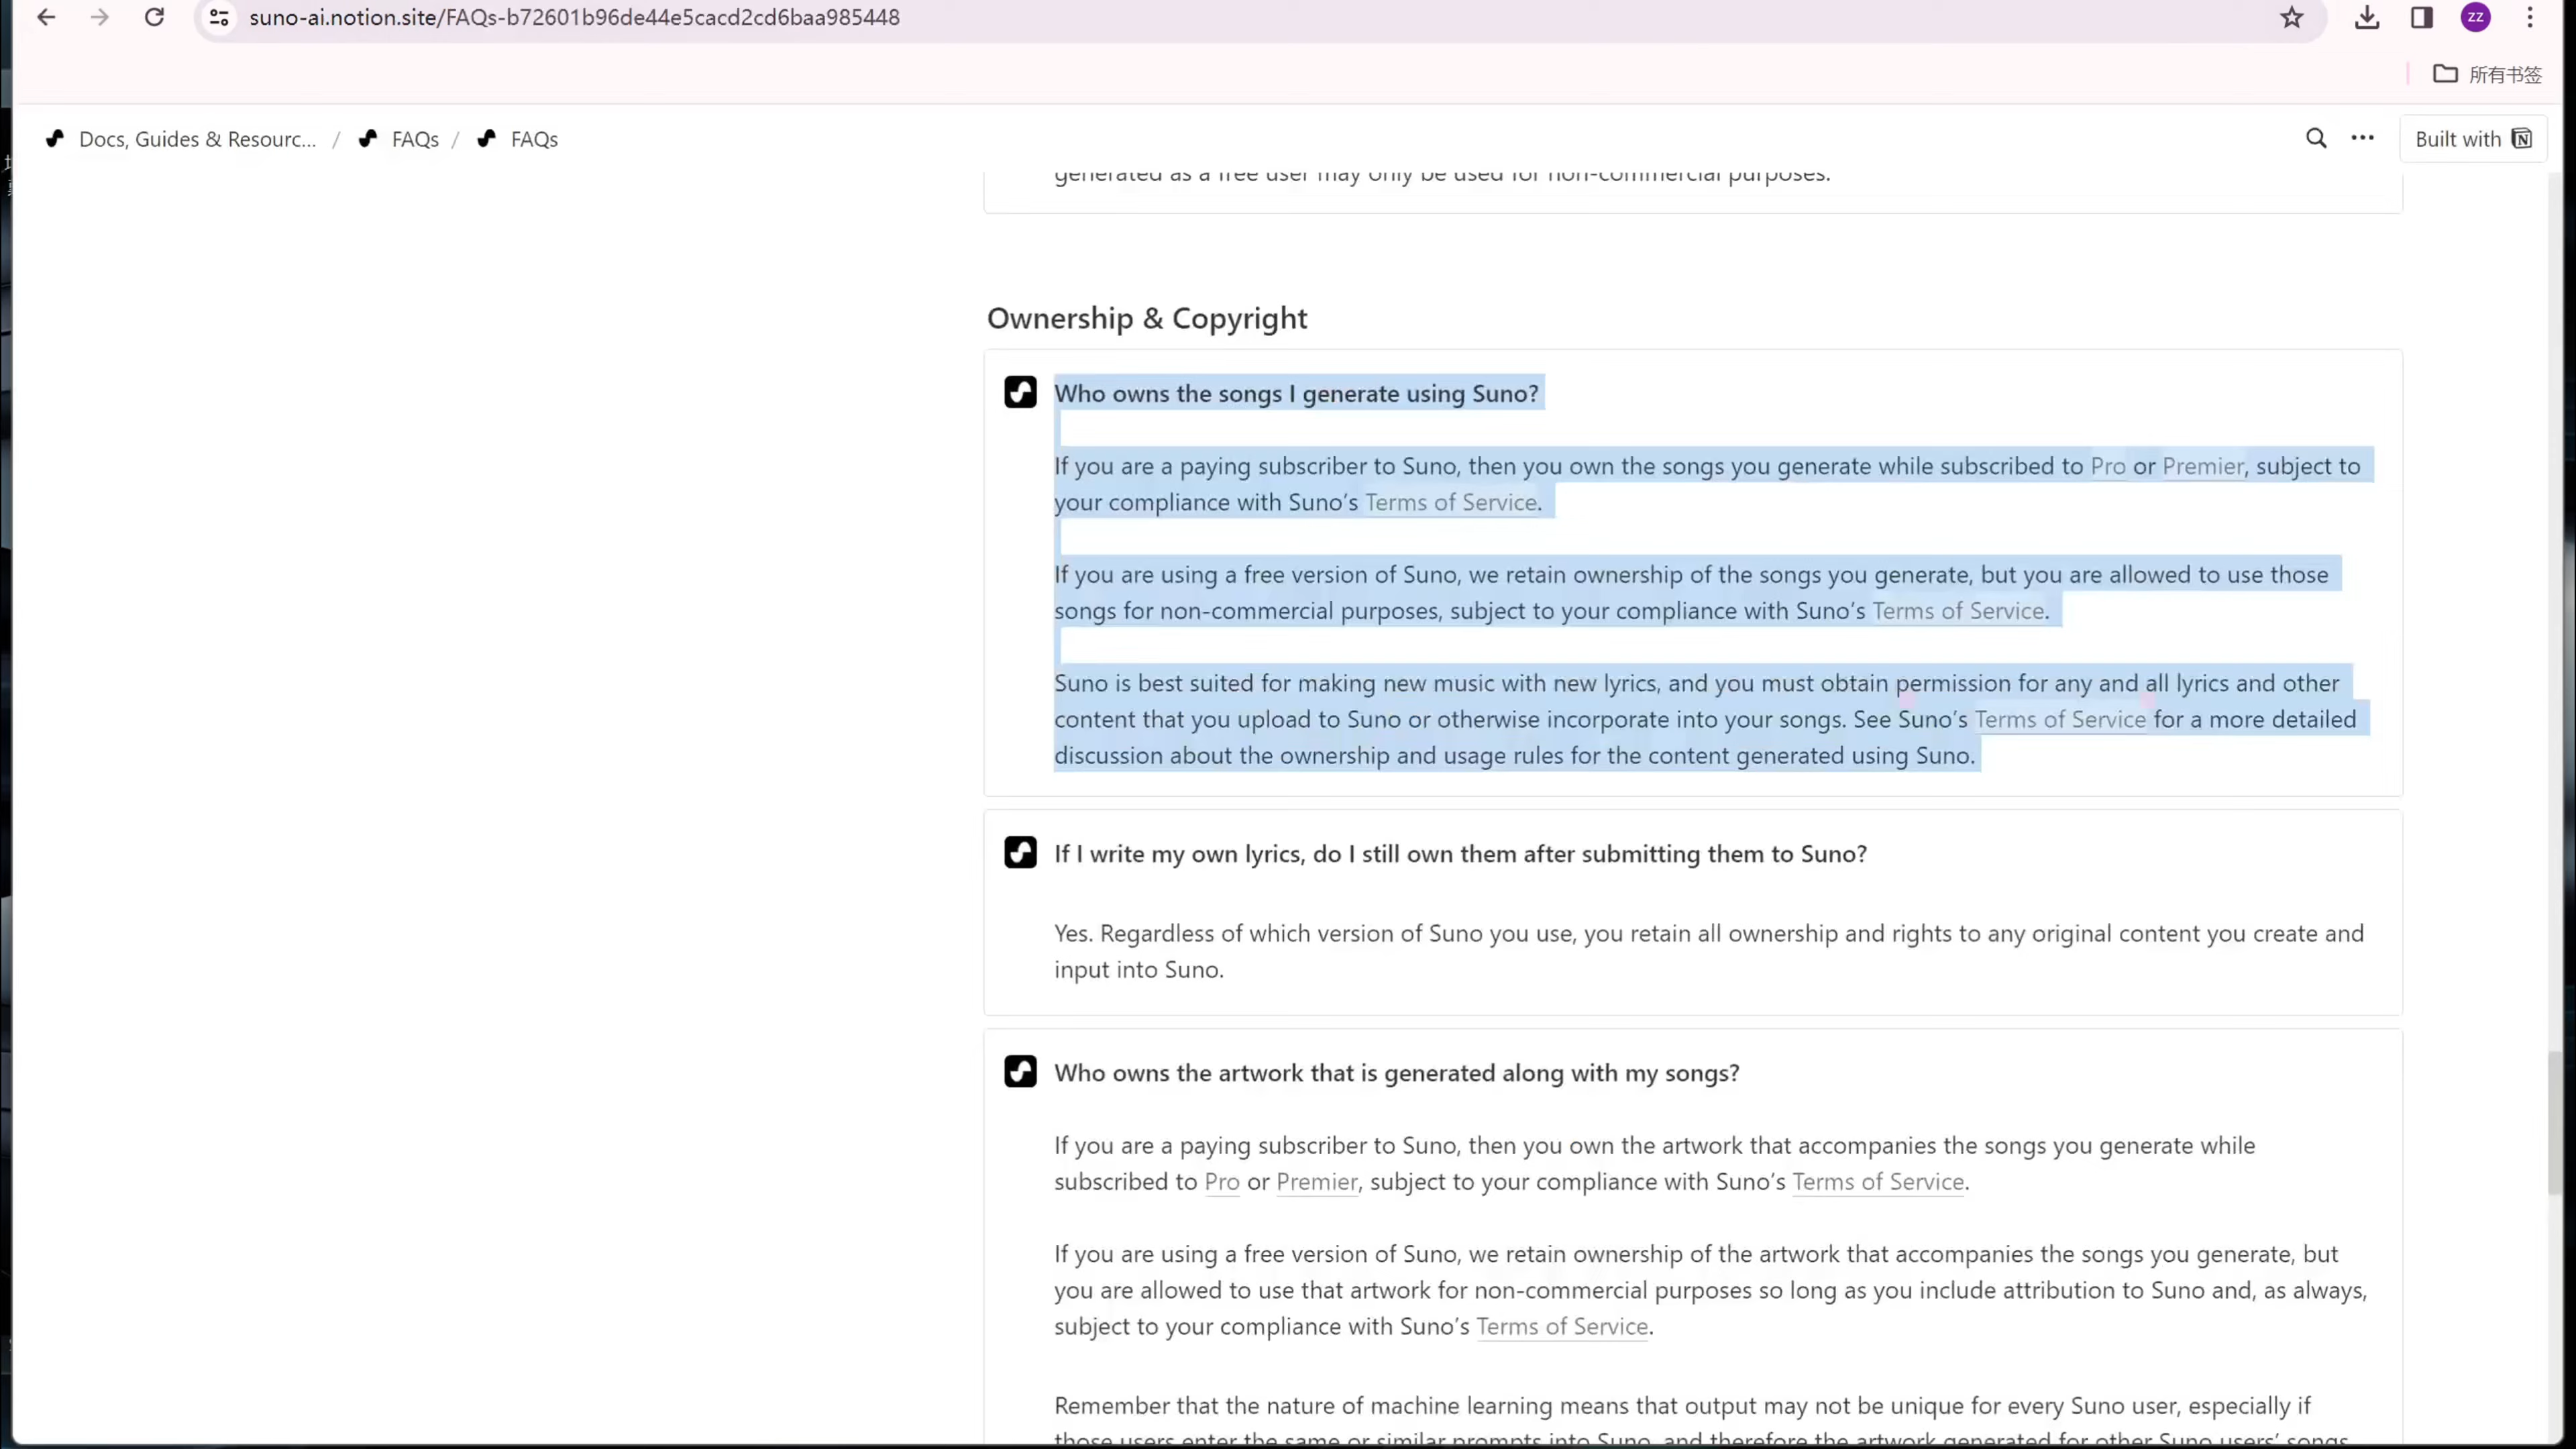 suno-ai.notion.site/FAQs-b72601b96de44e5cacd2cd6baa985448
zz
所有书签
Docs, Guides & Resourc... / FAQs / FAQs
Built with
generated as a free user may only be used for non-commercial purposes.
Ownership & Copyright
Who owns the songs I generate using Suno?
If you are a paying subscriber to Suno, then you own the songs you generate while subscribed to Pro or Premier, subject to
your compliance with Suno’s Terms of Service.
If you are using a free version of Suno, we retain ownership of the songs you generate, but you are allowed to use those
songs for non-commercial purposes, subject to your compliance with Suno’s Terms of Service.
Suno is best suited for making new music with new lyrics, and you must obtain permission for any and all lyrics and other
content that you upload to Suno or otherwise incorporate into your songs. See Suno’s Terms of Service for a more detailed
discussion about the ownership and usage rules for the content generated using Suno.
If I write my own lyrics, do I still own them after submitting them to Suno?
Yes. Regardless of which version of Suno you use, you retain all ownership and rights to any original content you create and
input into Suno.
Who owns the artwork that is generated along with my songs?
If you are a paying subscriber to Suno, then you own the artwork that accompanies the songs you generate while
subscribed to Pro or Premier, subject to your compliance with Suno’s Terms of Service.
If you are using a free version of Suno, we retain ownership of the artwork that accompanies the songs you generate, but
you are allowed to use that artwork for non-commercial purposes so long as you include attribution to Suno and, as always,
subject to your compliance with Suno’s Terms of Service.
Remember that the nature of machine learning means that output may not be unique for every Suno user, especially if
those users enter the same or similar prompts into Suno, and therefore the artwork generated for other Suno users’ songs